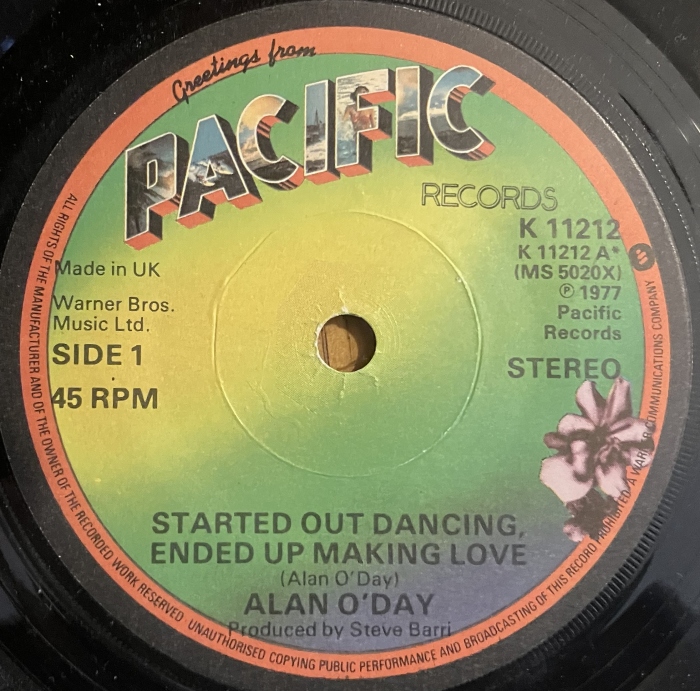 Greetings from
PACIFIC
RECORDS
K 11212
K 11212 A*
(MS 5020X)
℗ 1977
Pacific
Records
STEREO
Made in UK
Warner Bros.
Music Ltd.
SIDE 1
45 RPM
STARTED OUT DANCING,
ENDED UP MAKING LOVE
(Alan O'Day)
ALAN O'DAY
Produced by Steve Barri
ALL RIGHTS OF THE MANUFACTURER AND OF THE OWNER OF THE RECORDED WORK RESERVED UNAUTHORISED COPYING PUBLIC PERFORMANCE AND BROADCASTING OF THIS RECORD PROHIBITED A WARNER COMMUNICATIONS COMPANY